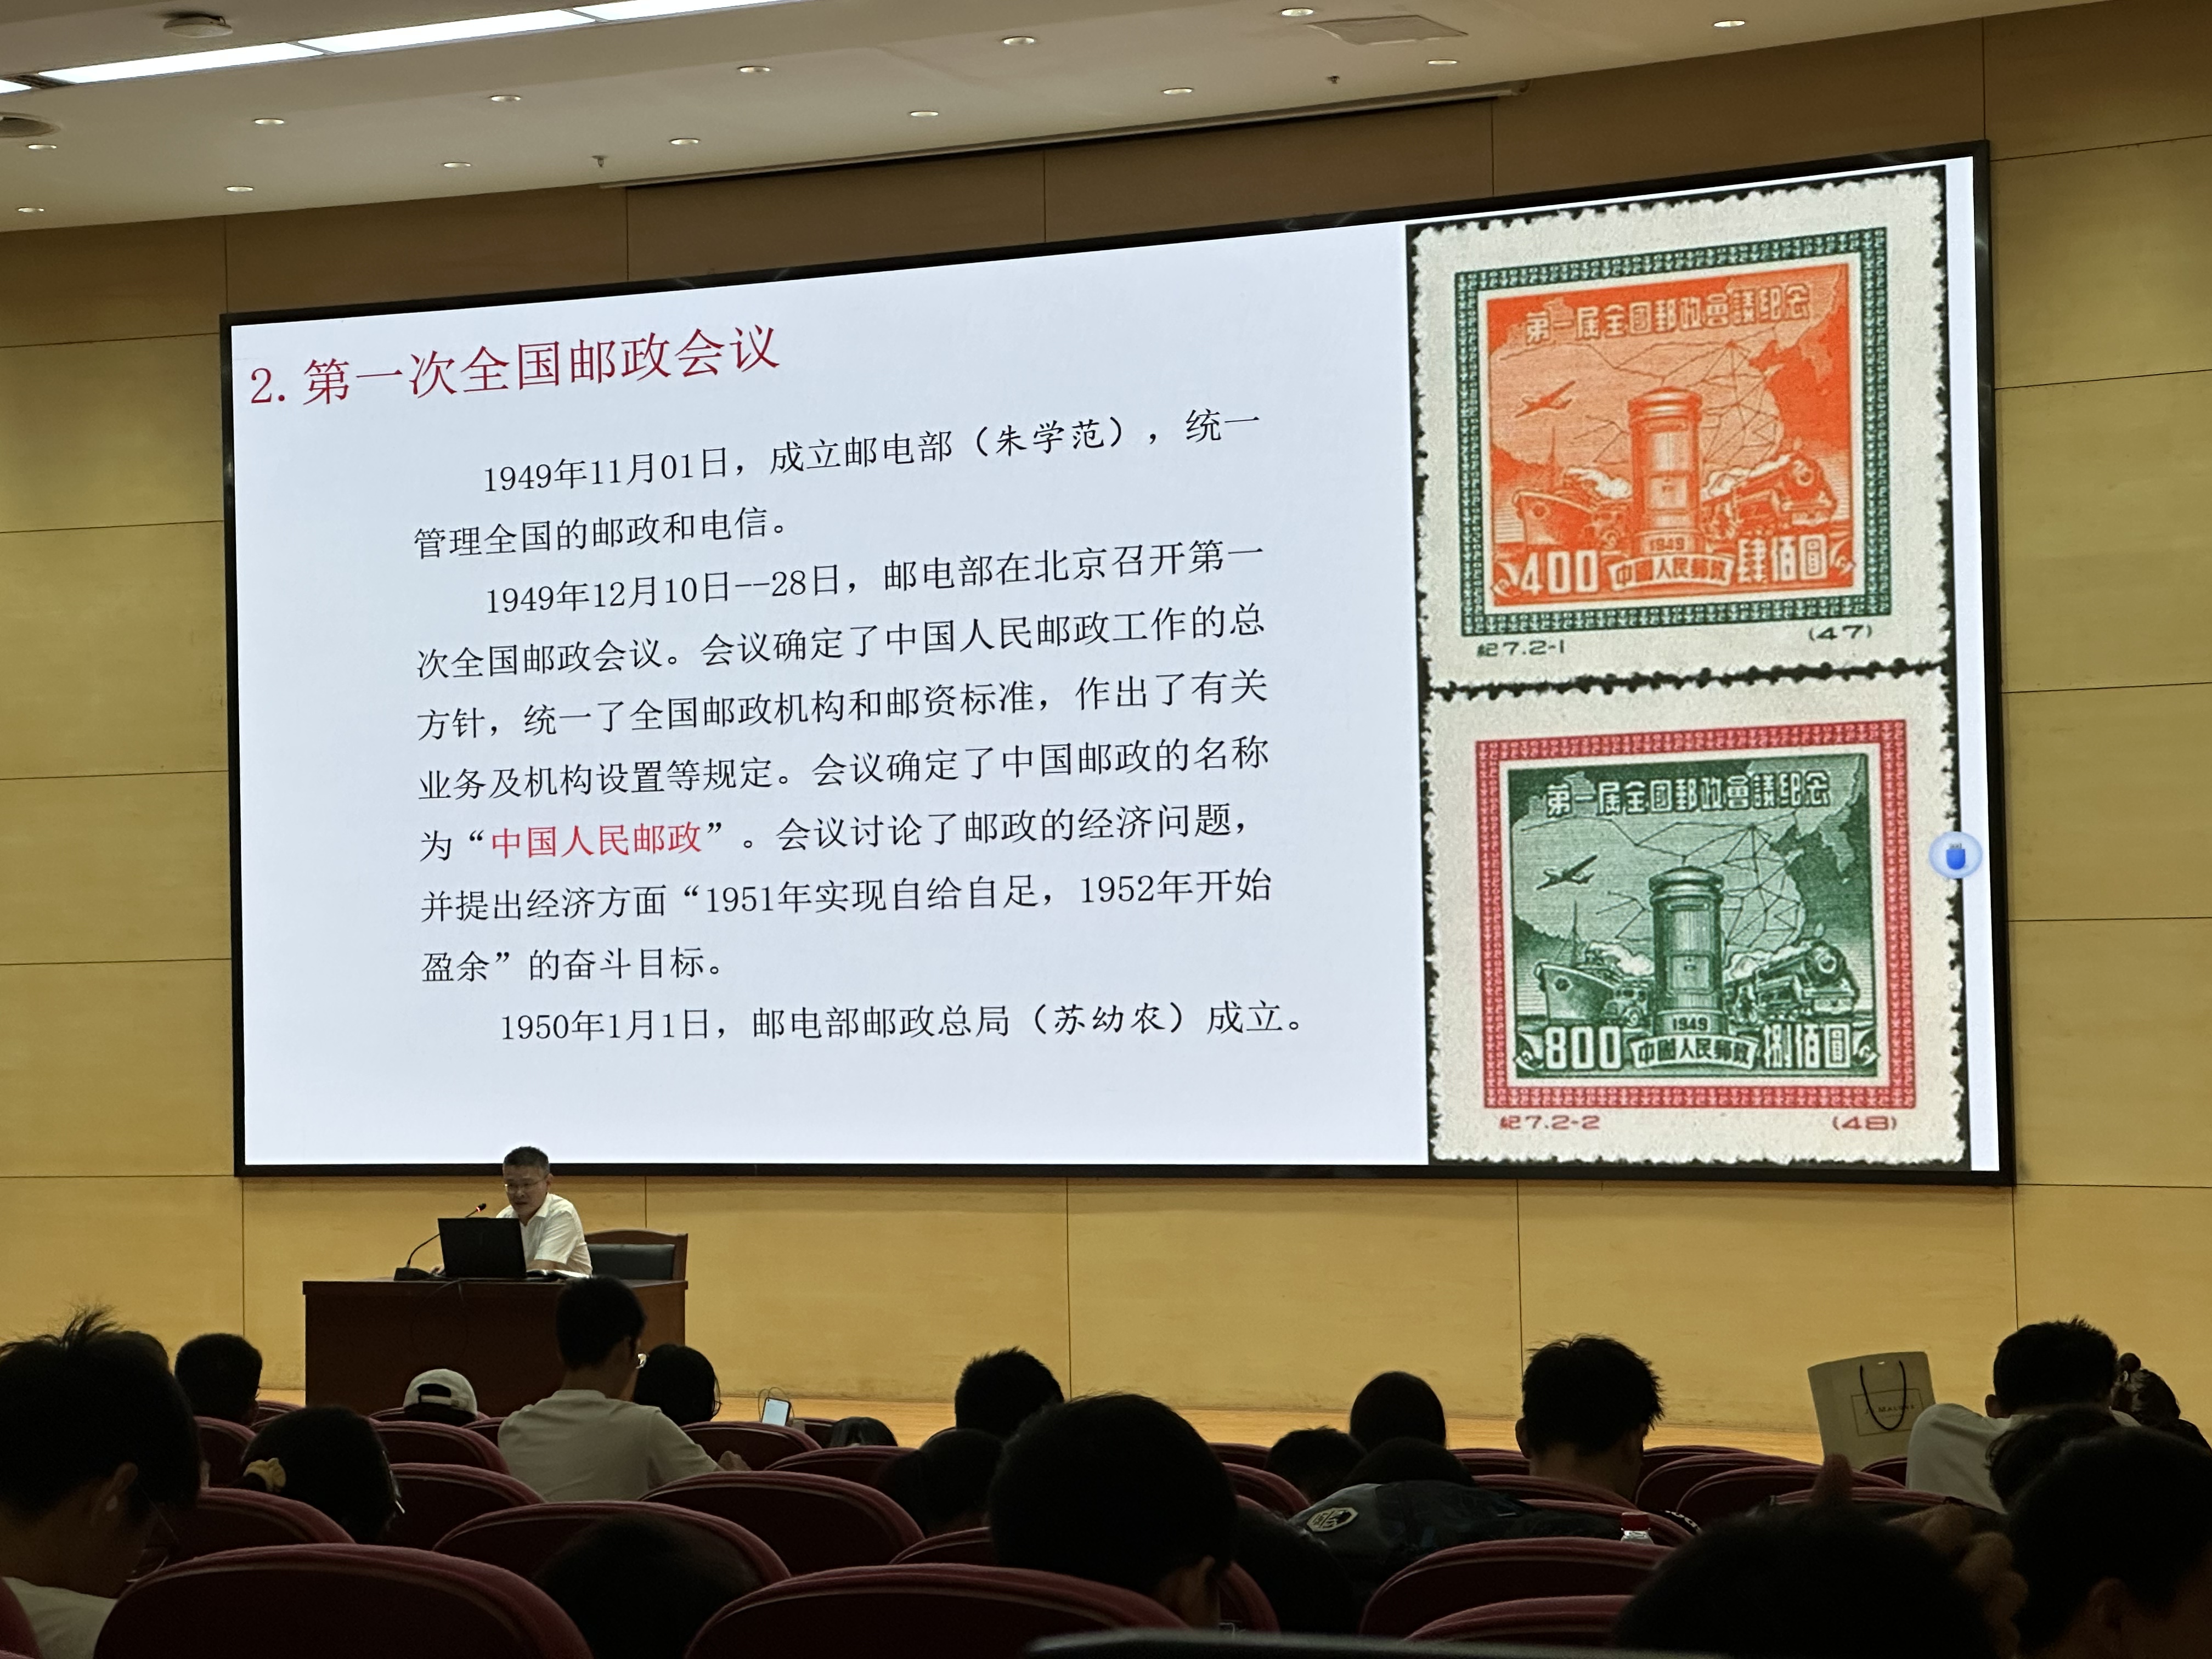 2. 第一次全国邮政会议
1949年11月01日，成立邮电部（朱学范），统一
管理全国的邮政和电信。
1949年12月10日--28日，邮电部在北京召开第一
次全国邮政会议。会议确定了中国人民邮政工作的总
方针，统一了全国邮政机构和邮资标准，作出了有关
业务及机构设置等规定。会议确定了中国邮政的名称
为“中国人民邮政”。会议讨论了邮政的经济问题，
并提出经济方面“1951年实现自给自足，1952年开始
盈余”的奋斗目标。
1950年1月1日，邮电部邮政总局（苏幼农）成立。
第一届全國郵政會議紀念
1949
400 中國人民郵政 肆佰圓
紀7.2-1 (47)
第一届全國郵政會議紀念
1949
800 中國人民郵政 捌佰圓
紀7.2-2 (48)